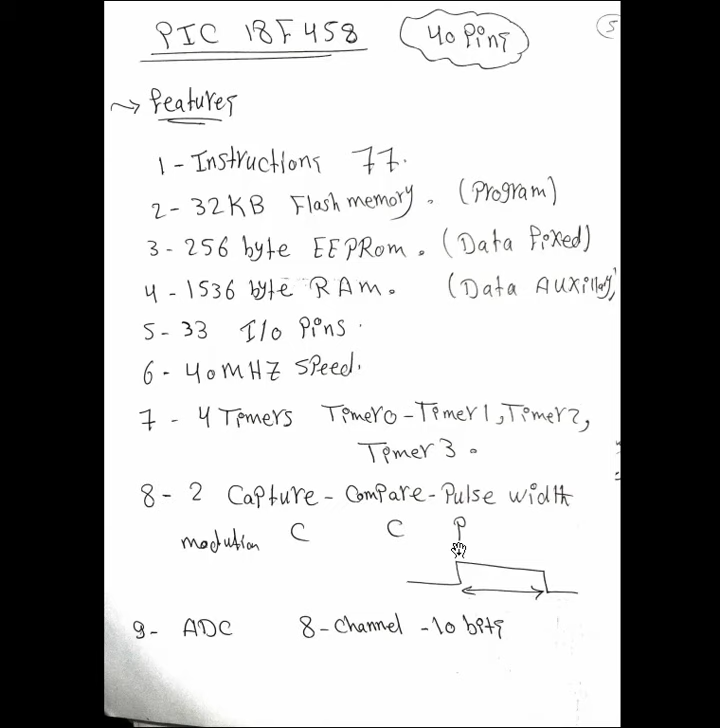 PIC 18F458 40 Pins 5
Features
1 - Instructions 77.
2 - 32KB Flash memory. (Program)
3 - 256 byte EEPRom. (Data Fixed)
4 - 1536 byte RAm. (Data Auxillary)
5 - 33 I/o Pins.
6 - 40MHZ Speed.
7 - 4 Timers Timer0 - Timer1, Timer2,
Timer3.
8 - 2 Capture - Compare - Pulse width
modution C C P
9 - ADC 8 - channel - 10 bits